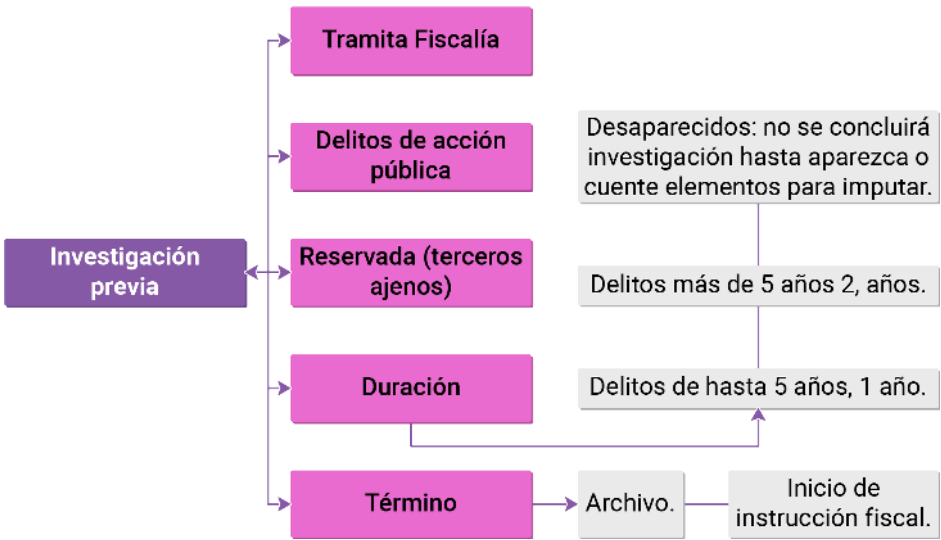 Tramita Fiscalía
Delitos de acción
pública
Desaparecidos: no se concluirá
investigación hasta aparezca o
cuente elementos para imputar.
Investigación
previa
Reservada (terceros
ajenos)
Delitos más de 5 años 2, años.
Duración
Delitos de hasta 5 años, 1 año.
Término
Archivo.
Inicio de
instrucción fiscal.